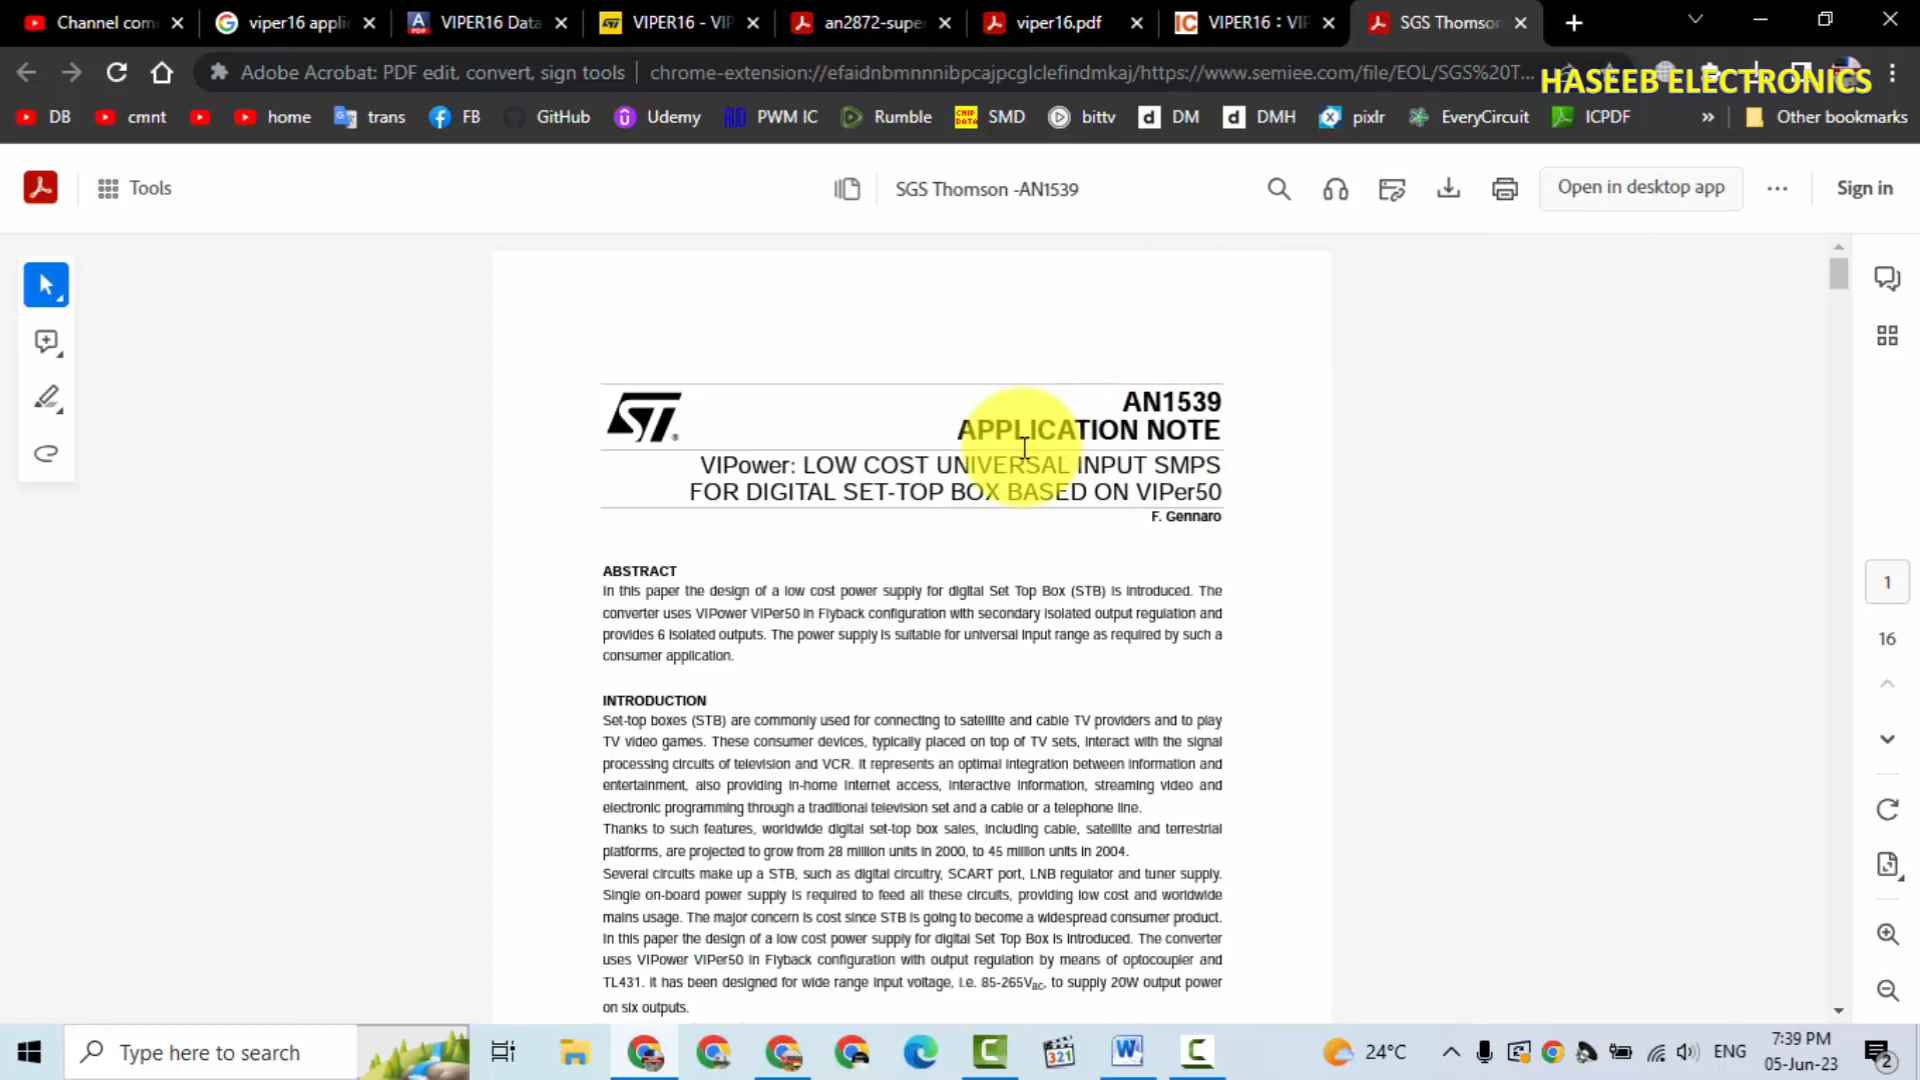 Channel com
viper16 appli
VIPER16 Data
VIPER16 - VIP
an2872-supe
viper16.pdf
VIPER16 : VIP
SGS Thomson
Adobe Acrobat: PDF edit, convert, sign tools
chrome-extension://efaidnbmnnnibpcajpcglclefindmkaj/https://www.semiee.com/file/EOL/SGS%20T...
HASEEB ELECTRONICS
DB
cmnt
home
trans
FB
GitHub
Udemy
PWM IC
Rumble
SMD
bittv
DM
DMH
pixlr
EveryCircuit
ICPDF
»
Other bookmarks
Tools
SGS Thomson -AN1539
Open in desktop app
Sign in
ST
AN1539
APPLICATION NOTE
VIPower: LOW COST UNIVERSAL INPUT SMPS
FOR DIGITAL SET-TOP BOX BASED ON VIPer50
F. Gennaro
ABSTRACT
In this paper the design of a low cost power supply for digital Set Top Box (STB) is introduced. The
converter uses VIPower VIPer50 in Flyback configuration with secondary isolated output regulation and
provides 6 isolated outputs. The power supply is suitable for universal input range as required by such a
consumer application.
INTRODUCTION
Set-top boxes (STB) are commonly used for connecting to satellite and cable TV providers and to play
TV video games. These consumer devices, typically placed on top of TV sets, interact with the signal
processing circuits of television and VCR. It represents an optimal integration between information and
entertainment, also providing in-home Internet access, interactive information, streaming video and
electronic programming through a traditional television set and a cable or a telephone line.
Thanks to such features, worldwide digital set-top box sales, including cable, satellite and terrestrial
platforms, are projected to grow from 28 million units in 2000, to 45 million units in 2004.
Several circuits make up a STB, such as digital circuitry, SCART port, LNB regulator and tuner supply.
Single on-board power supply is required to feed all these circuits, providing low cost and worldwide
mains usage. The major concern is cost since STB is going to become a widespread consumer product.
In this paper the design of a low cost power supply for digital Set Top Box is introduced. The converter
uses VIPower VIPer50 in Flyback configuration with output regulation by means of optocoupler and
TL431. It has been designed for wide range input voltage, i.e. 85-265Vac, to supply 20W output power
on six outputs.
1
16
Type here to search
321
24°C
ENG
7:39 PM
05-Jun-23
2